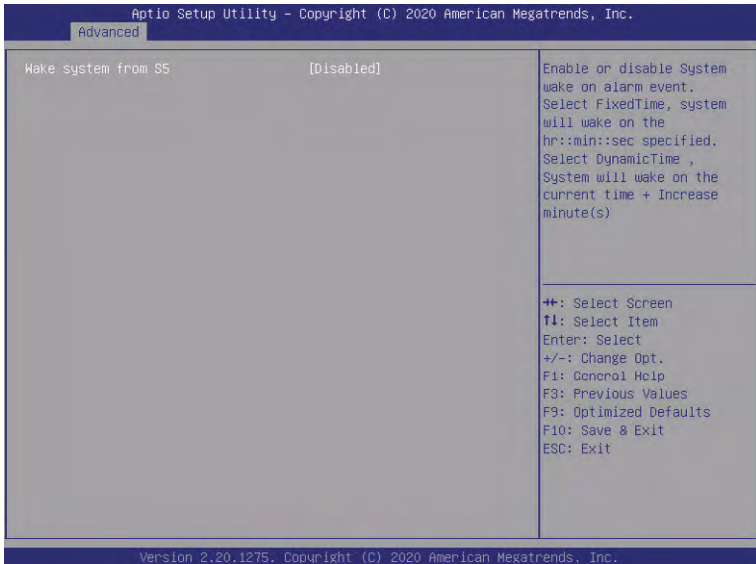 Aptio Setup Utility – Copyright (C) 2020 American Megatrends, Inc.
Advanced
Wake system from S5 [Disabled]
Enable or disable System
wake on alarm event.
Select FixedTime, system
will wake on the
hr::min::sec specified.
Select DynamicTime ,
System will wake on the
current time + Increase
minute(s)
→←: Select Screen
↑↓: Select Item
Enter: Select
+/-: Change Opt.
F1: General Help
F3: Previous Values
F9: Optimized Defaults
F10: Save & Exit
ESC: Exit
Version 2.20.1275. Copyright (C) 2020 American Megatrends, Inc.